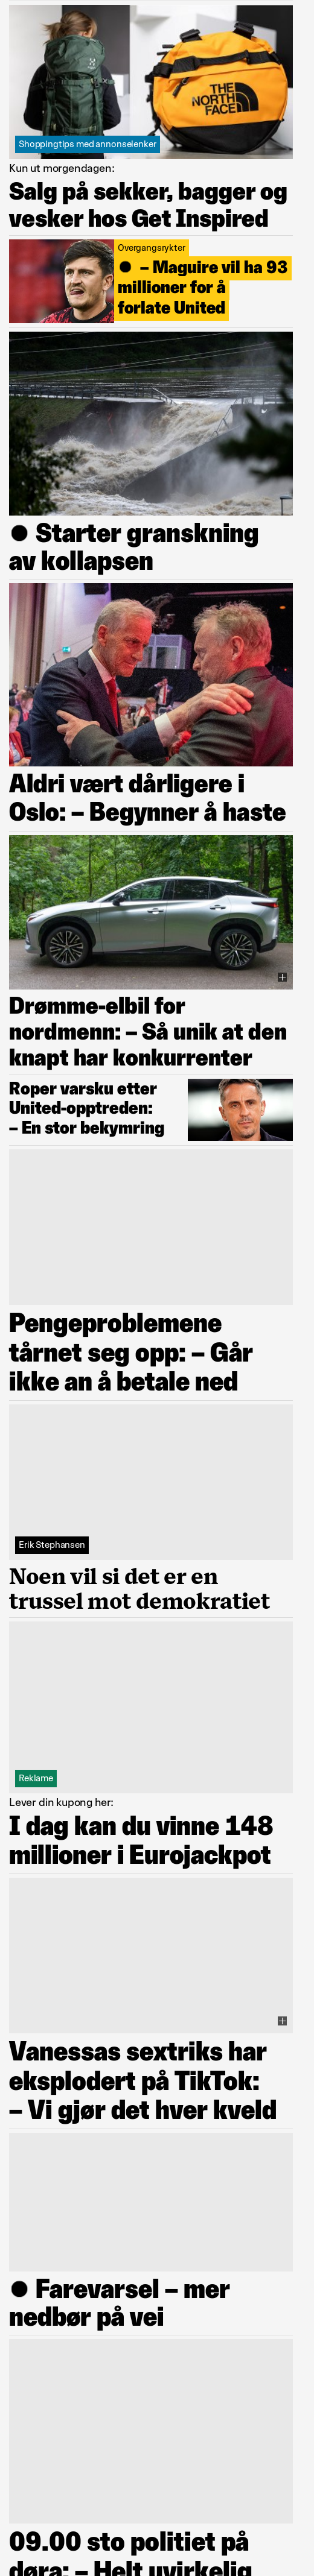 THE
NORTH
FACE
Shoppingtips med annonselenker
Kun ut morgendagen:
Salg på sekker, bagger og
vesker hos Get Inspired
Overgangsrykter
– Maguire vil ha 93
millioner for å
forlate United
Starter granskning
av kollapsen
Aldri vært dårligere i
Oslo: – Begynner å haste
Drømme-elbil for
nordmenn: – Så unik at den
knapt har konkurrenter
Roper varsku etter
United-opptreden:
– En stor bekymring
Pengeproblemene
tårnet seg opp: – Går
ikke an å betale ned
Erik Stephansen
Noen vil si det er en
trussel mot demokratiet
Reklame
Lever din kupong her:
I dag kan du vinne 148
millioner i Eurojackpot
Vanessas sextriks har
eksplodert på TikTok:
– Vi gjør det hver kveld
Farevarsel – mer
nedbør på vei
09.00 sto politiet på
døra: – Helt uvirkelig